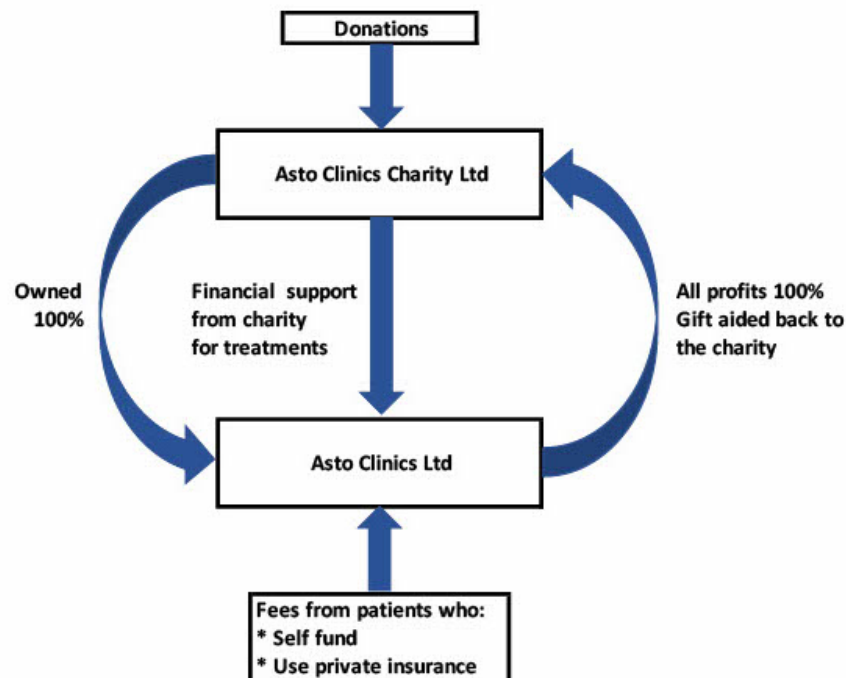 Donations
Asto Clinics Charity Ltd
Owned
100%
Financial support
from charity
for treatments
All profits 100%
Gift aided back to
the charity
Asto Clinics Ltd
Fees from patients who:
* Self fund
* Use private insurance